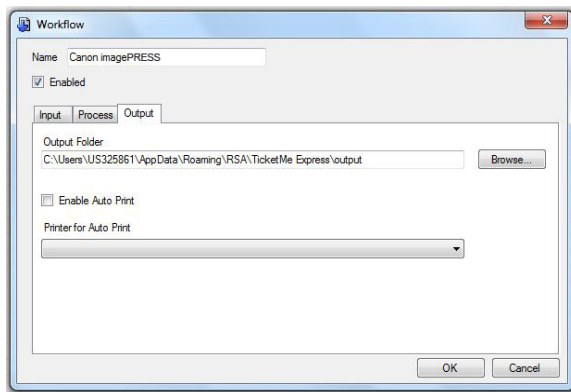 Workflow
Name Canon imagePRESS
Enabled
Input Process Output
Output Folder
C:\Users\US325861\AppData\Roaming\RSA\TicketMe Express\output Browse...
Enable Auto Print
Printer for Auto Print
OK Cancel